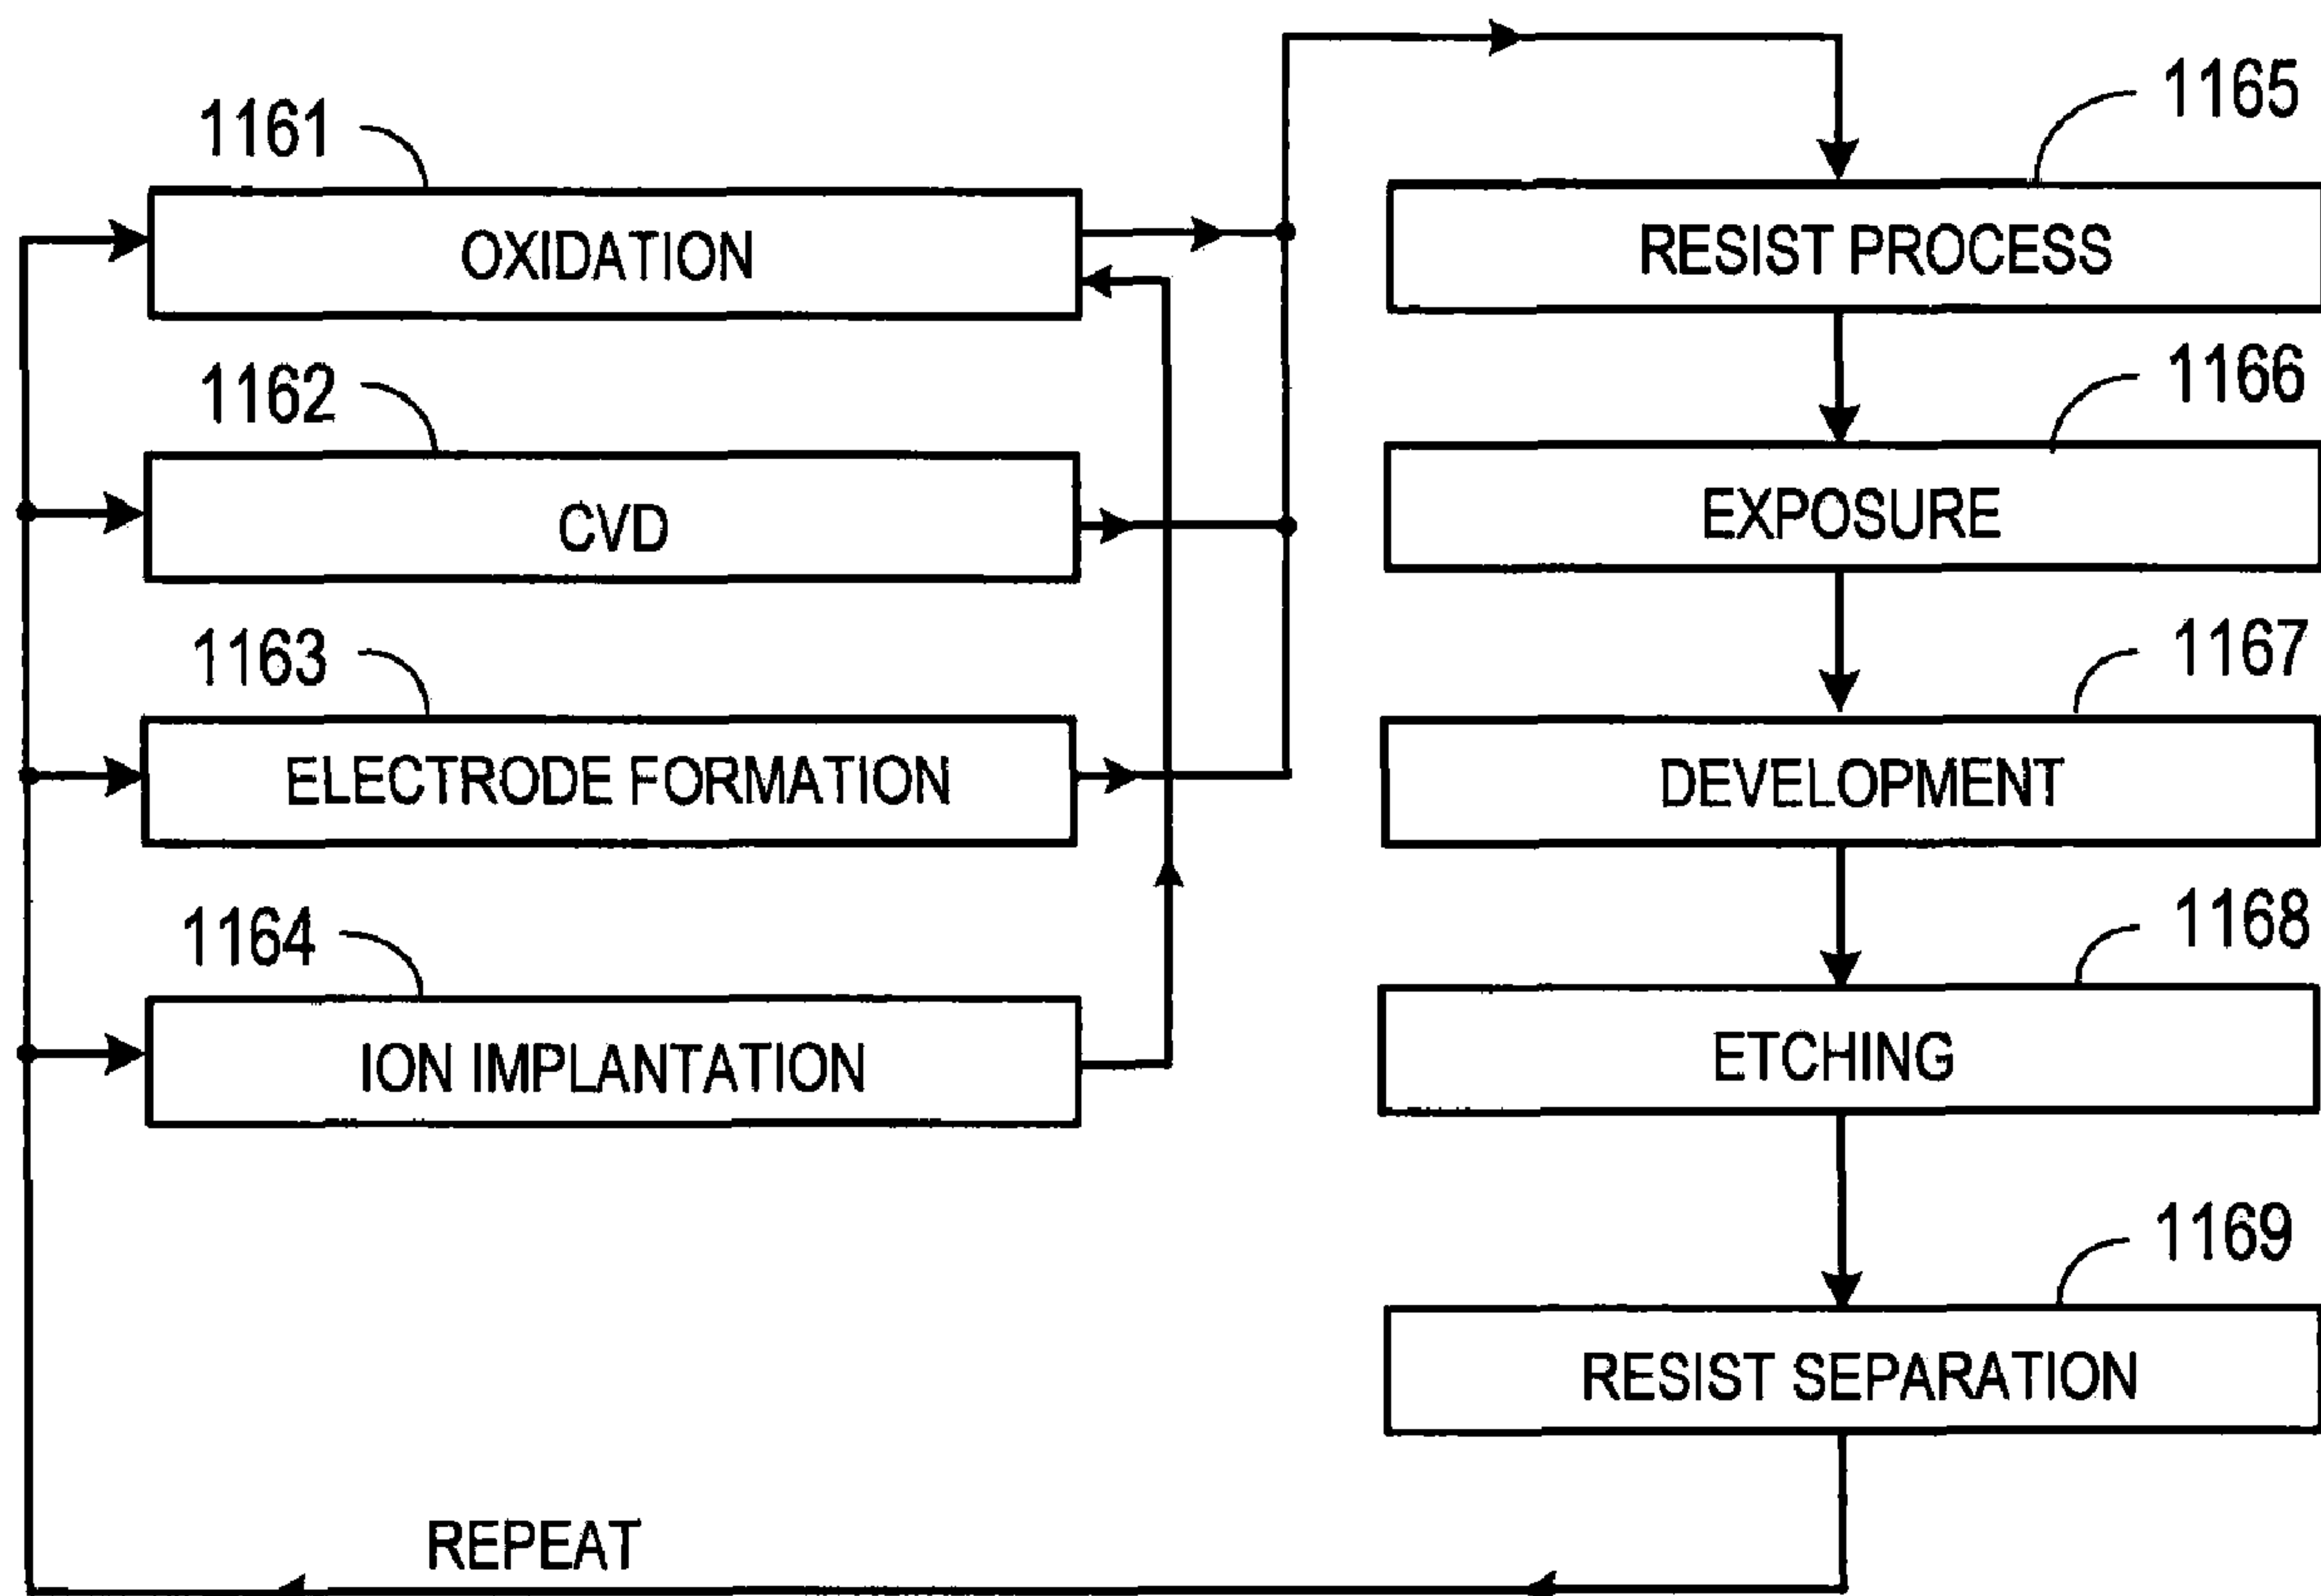 1161
OXIDATION
1162
CVD
1163
ELECTRODE FORMATION
1164
ION IMPLANTATION
1165
RESIST PROCESS
1166
EXPOSURE
1167
DEVELOPMENT
1168
ETCHING
1169
RESIST SEPARATION
REPEAT